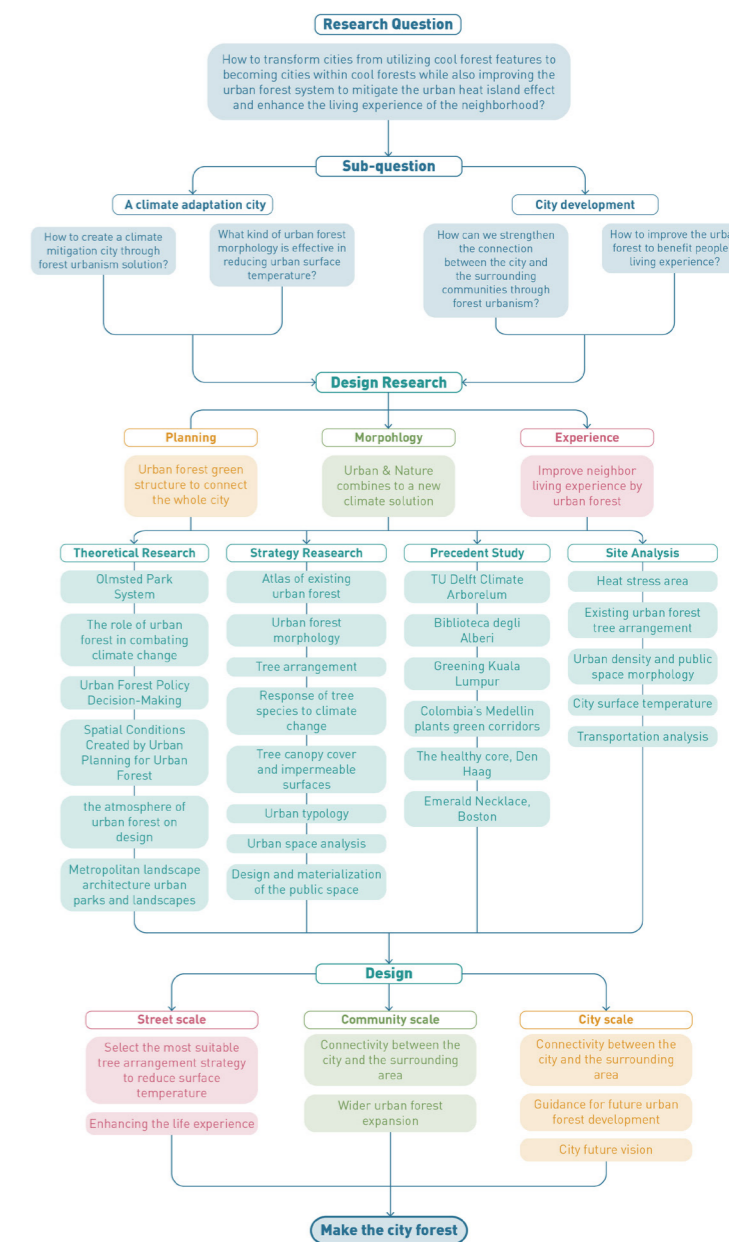 Research Question
How to transform cities from utilizing cool forest features to
becoming cities within cool forests while also improving the
urban forest system to mitigate the urban heat island effect
and enhance the living experience of the neighborhood?
Sub-question
A climate adaptation city
How to create a climate
mitigation city through
forest urbanism solution?
What kind of urban forest
morphology is effective in
reducing urban surface
temperature?
City development
How can we strengthen
the connection
between the city and
the surrounding
communities through
forest urbanism?
How to improve the urba
forest to benefit people
living experience?
Design Research
Planning
Urban forest green
structure to connect
the whole city
Morpohlogy
Urban & Nature
combines to a new
climate solution
Experience
Improve neighbor
living experience by
urban forest
Theoretical Research
Olmsted Park
System
The role of urban
forest in combating
climate change
Urban Forest Policy
Decision-Making
Spatial Conditions
Created by Urban
Planning for Urban
Forest
the atmosphere of
urban forest on
design
Metropolitan landscape
architecture urban
parks and landscapes
Strategy Reasearch
Atlas of existing
urban forest
Urban forest
morphology
Tree arrangement
Response of tree
species to climate
change
Tree canopy cover
and impermeable
surfaces
Urban typology
Urban space analysis
Design and materialization
of the public space
Precedent Study
TU Delft Climate
Arborelum
Biblioteca degli
Alberi
Greening Kuala
Lumpur
Colombia's Medellin
plants green corridors
The healthy core, Den
Haag
Emerald Necklace,
Boston
Site Analysis
Heat stress area
Existing urban forest
tree arrangement
Urban density and public
space morphology
City surface temperature
Transportation analysis
Design
Street scale
Select the most suitable
tree arrangement strategy
to reduce surface
temperature
Enhancing the life experience
Community scale
Connectivity between the
city and the surrounding
area
Wider urban forest
expansion
City scale
Connectivity between the
city and the surrounding
area
Guidance for future urban
forest development
City future vision
Make the city forest